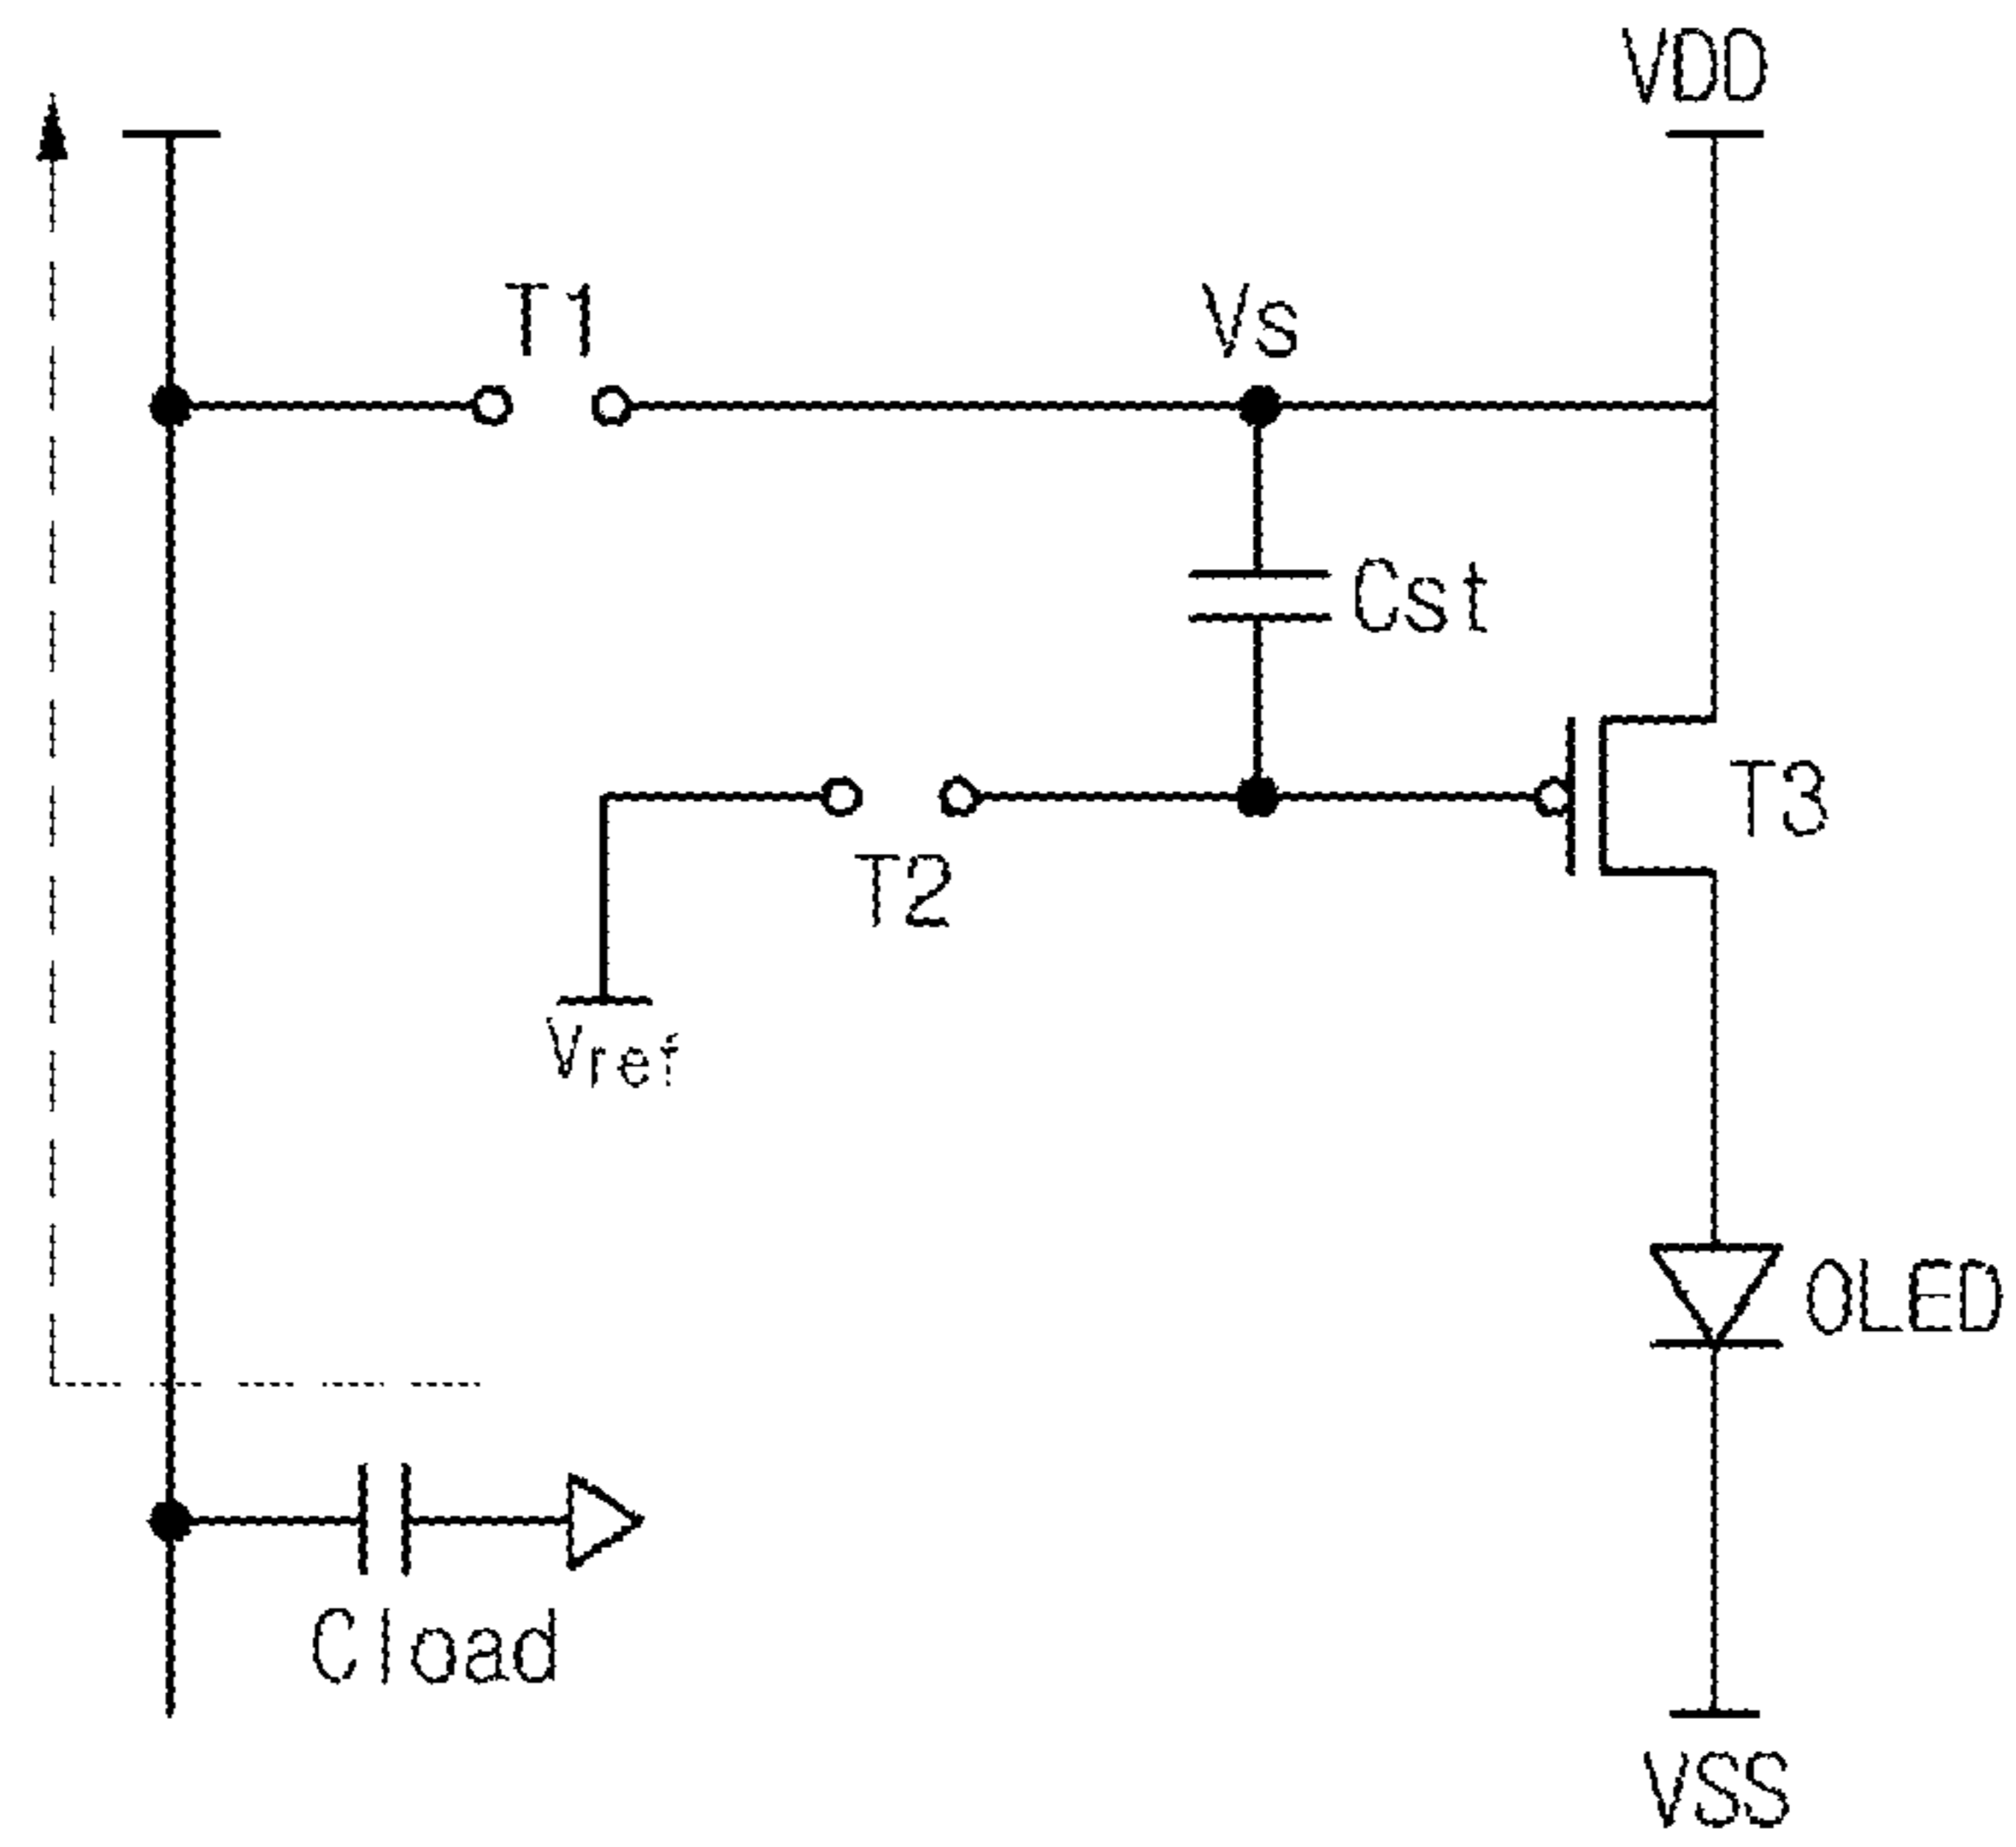 VDD
T1
Vs
Cst
T3
T2
Vref
OLED
Cload
VSS